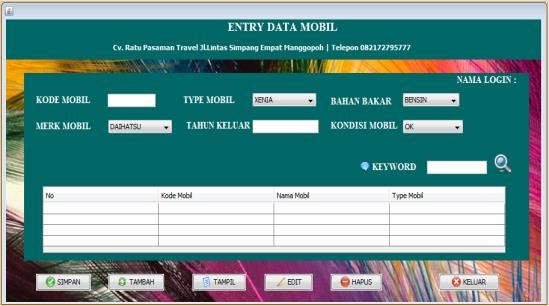 ENTRY DATA MOBIL
Cv. Ratu Pasaman Travel Jl.Lintas Simpang Empat Manggopoh | Telepon 082172795777
NAMA LOGIN :
KODE MOBIL TYPE MOBIL XENIA BAHAN BAKAR BENSIN
MERK MOBIL DAIHATSU TAHUN KELUAR KONDISI MOBIL OK
KEYWORD
No Kode Mobil Nama Mobil Type Mobil
SIMPAN TAMBAH TAMPIL EDIT HAPUS KELUAR